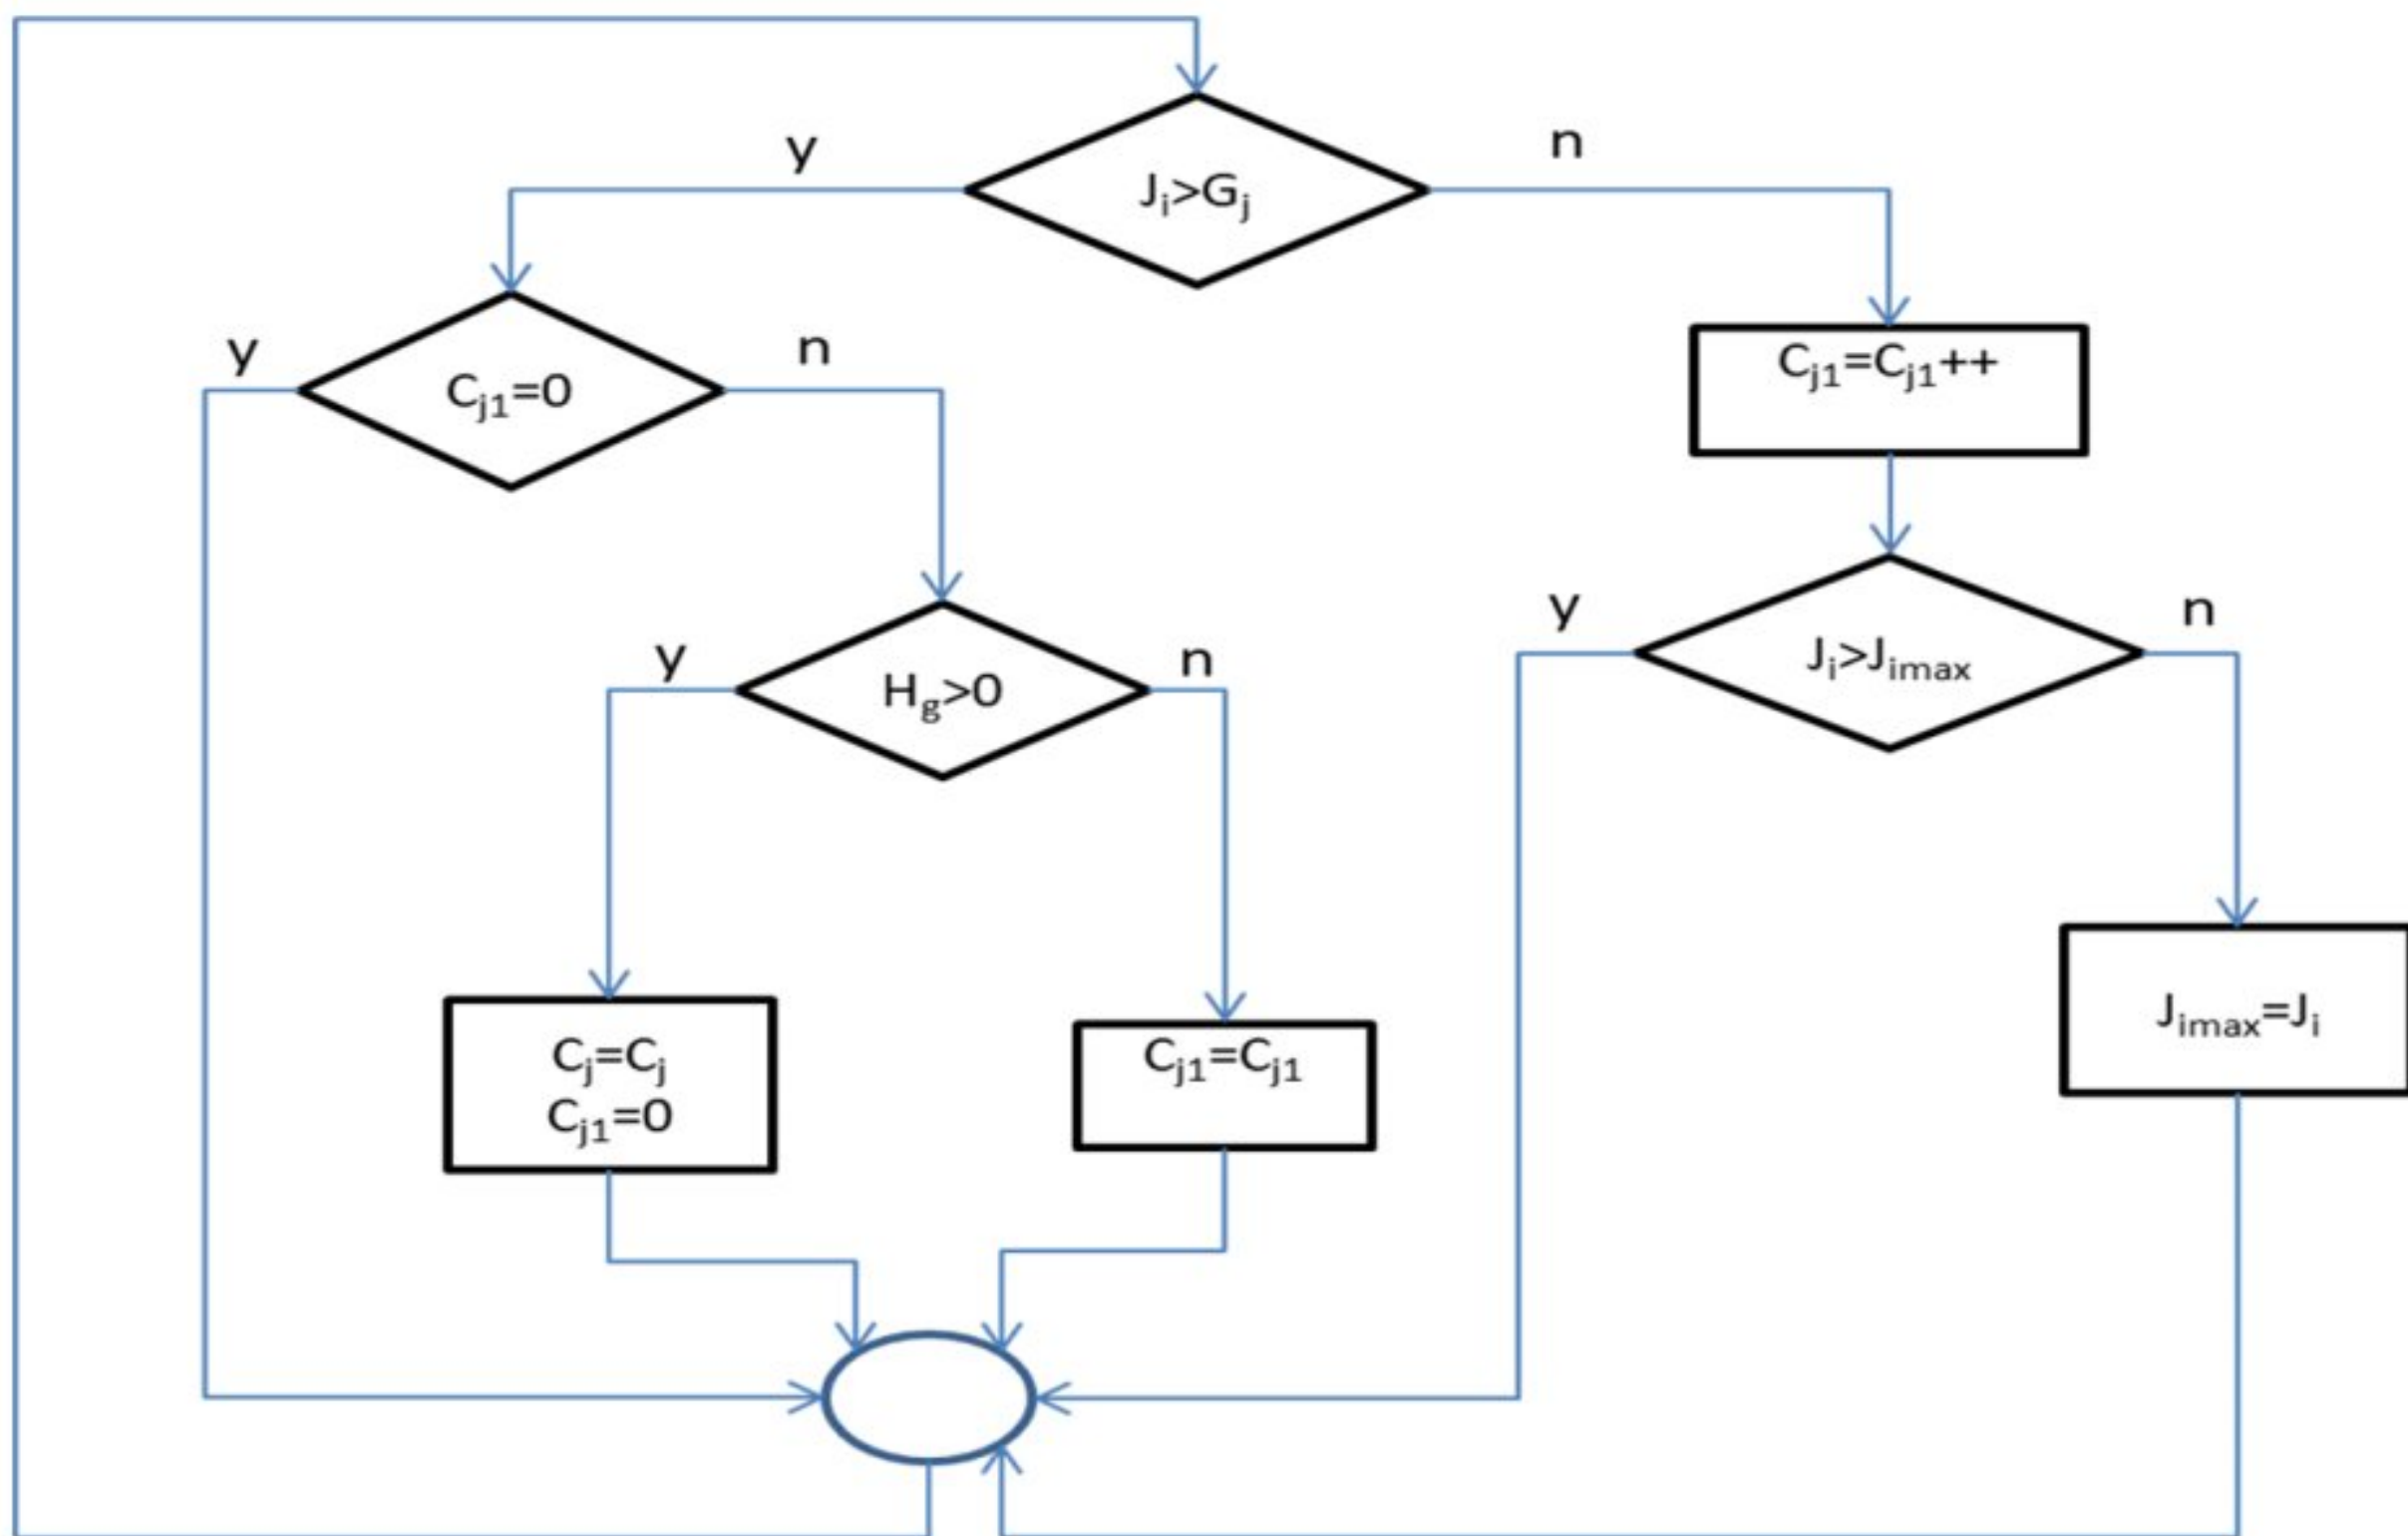 y
n
Ji>Gj
y
n
Cj1=0
Cj1=Cj1++
y
n
Hg>0
y
n
Ji>Jimax
Cj=Cj
Cj1=0
Cj1=Cj1
Jimax=Ji